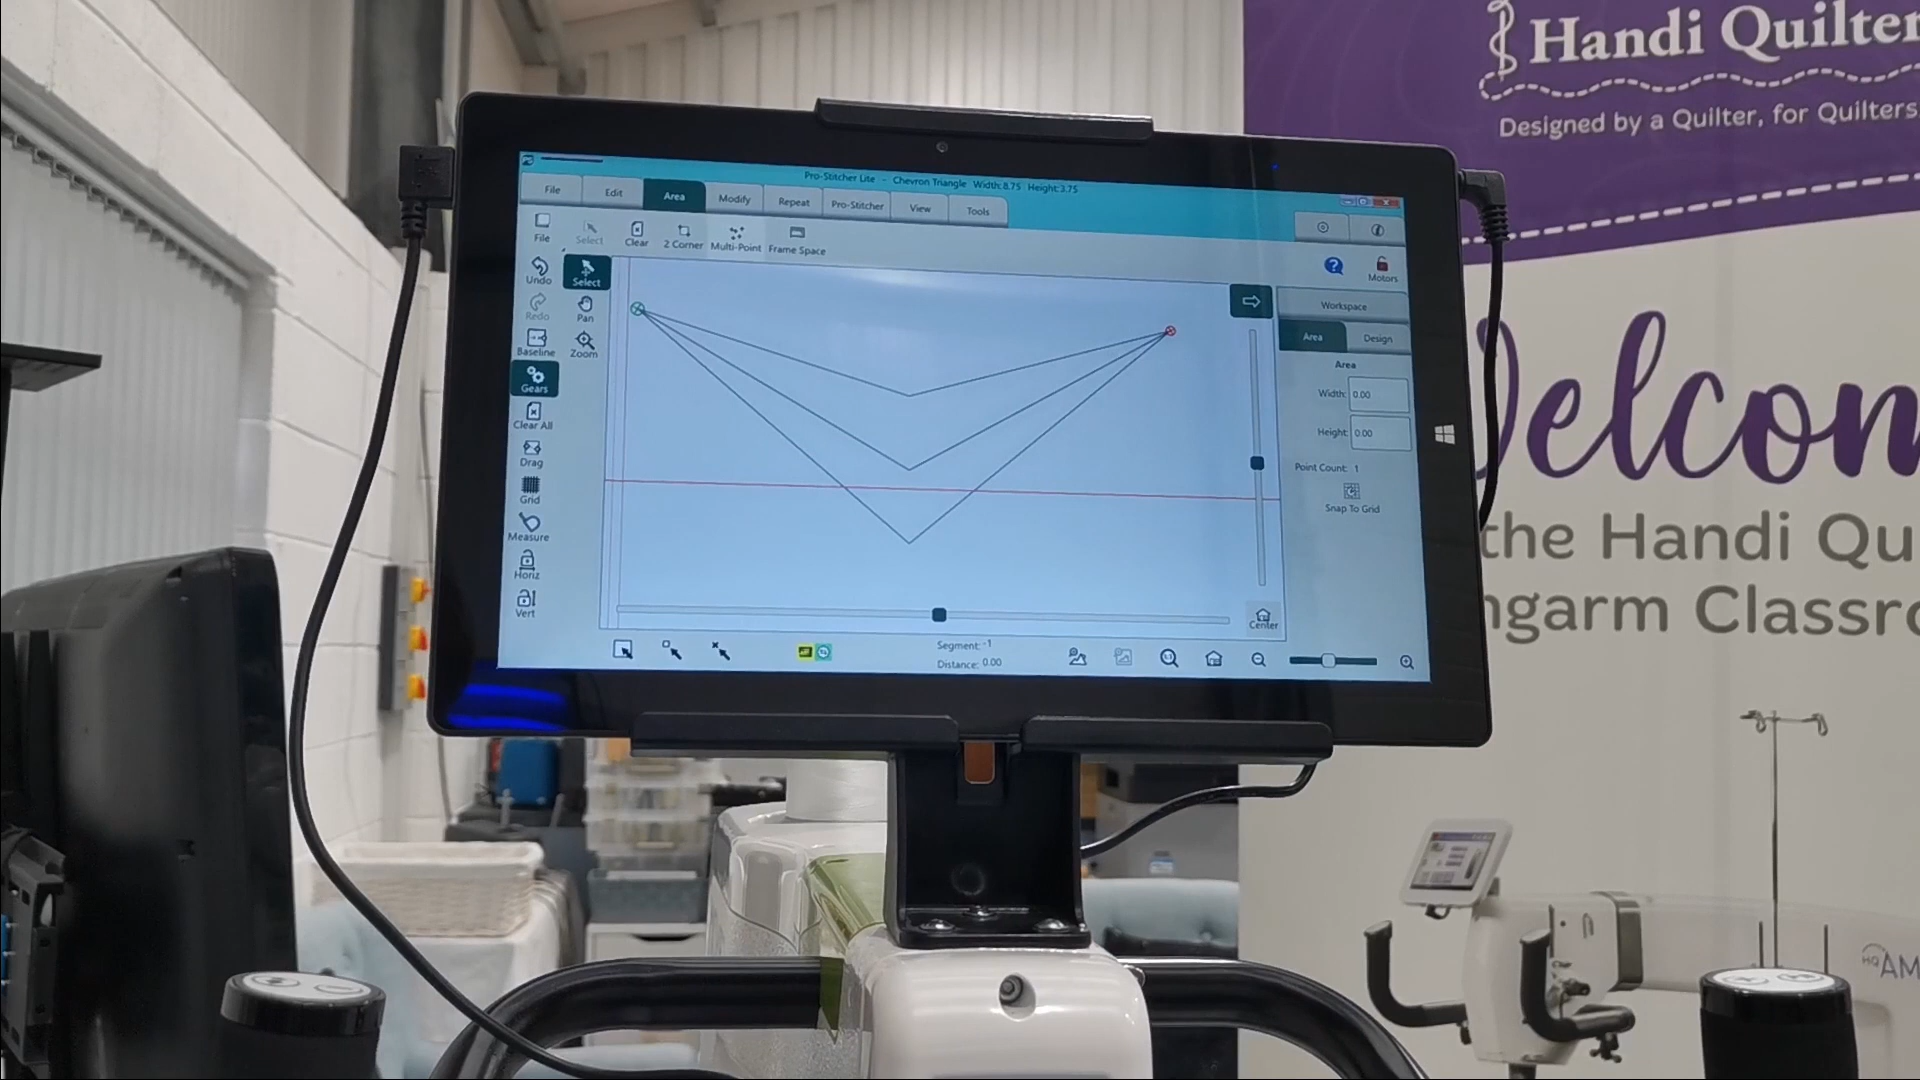 Handi Quilter
Designed by a Quilter, for Quilters.
Pro-Stitcher Lite - Chevron Triangle Width: 8.75 Height: 3.75
File Edit Area Modify Repeat Pro-Stitcher View Tools
File Select Clear 2 Corner Multi-Point Frame Space
Motors
Undo Select
Redo Pan
Baseline Zoom
Gears
Clear All
Drag
Grid
Measure
Horiz
Vert
Workspace
Area Design
Area
Width: 0.00
Height: 0.00
Point Count: 1
Snap To Grid
Center
Segment: -1
Distance: 0.00
Welcom
the Handi Qu
ngarm Classro
HQ AM